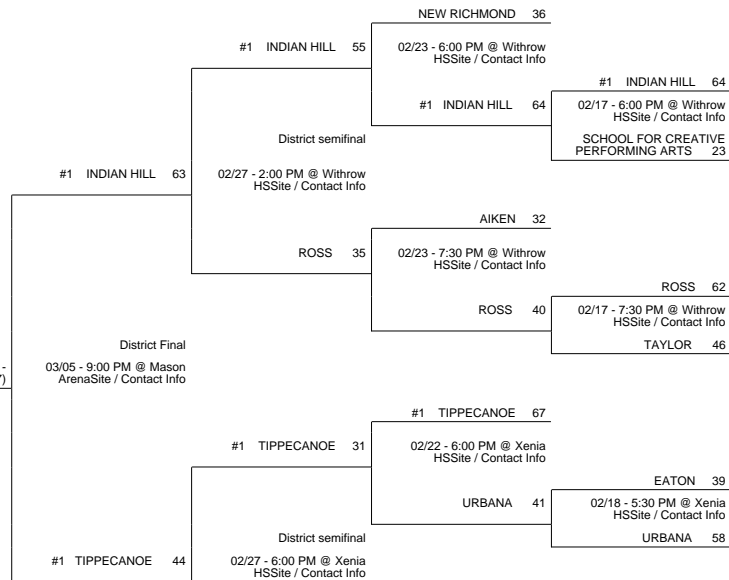 NEW RICHMOND 36
#1 INDIAN HILL 55
02/23 - 6:00 PM @ Withrow
HSSite / Contact Info
#1 INDIAN HILL 64
#1 INDIAN HILL 64
02/17 - 6:00 PM @ Withrow
HSSite / Contact Info
SCHOOL FOR CREATIVE
PERFORMING ARTS 23
District semifinal
#1 INDIAN HILL 63
02/27 - 2:00 PM @ Withrow
HSSite / Contact Info
AIKEN 32
ROSS 35
02/23 - 7:30 PM @ Withrow
HSSite / Contact Info
ROSS 62
ROSS 40
02/17 - 7:30 PM @ Withrow
HSSite / Contact Info
TAYLOR 46
District Final
-
7)
03/05 - 9:00 PM @ Mason
ArenaSite / Contact Info
#1 TIPPECANOE 67
#1 TIPPECANOE 31
02/22 - 6:00 PM @ Xenia
HSSite / Contact Info
EATON 39
URBANA 41
02/18 - 5:30 PM @ Xenia
HSSite / Contact Info
URBANA 58
District semifinal
#1 TIPPECANOE 44
02/27 - 6:00 PM @ Xenia
HSSite / Contact Info